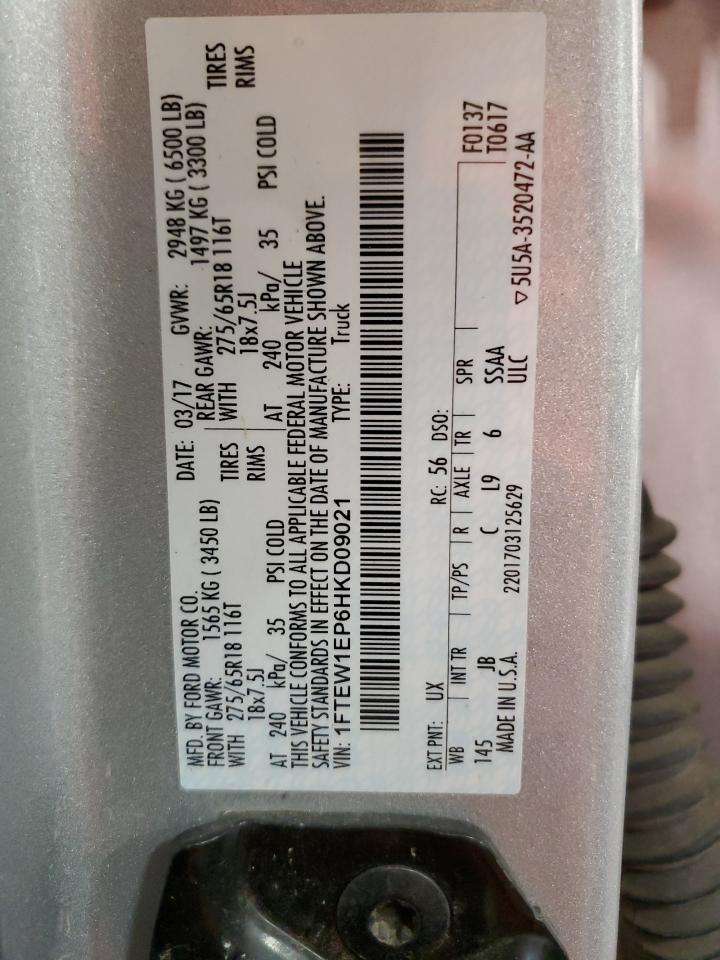 MFD. BY FORD MOTOR CO. DATE: 03/17 GVWR: 2948 KG ( 6500 LB)
FRONT GAWR: 1565 KG ( 3450 LB) REAR GAWR: 1497 KG ( 3300 LB)
WITH 275/65R18 116T TIRES WITH 275/65R18 116T TIRES
18x7.5J RIMS 18x7.5J RIMS
AT 240 kPa/ 35 PSI COLD AT 240 kPa/ 35 PSI COLD
THIS VEHICLE CONFORMS TO ALL APPLICABLE FEDERAL MOTOR VEHICLE
SAFETY STANDARDS IN EFFECT ON THE DATE OF MANUFACTURE SHOWN ABOVE.
VIN: 1FTEW1EP6HKD09021 TYPE: Truck
EXT PNT: UX RC: 56 DSO: F0137
WB INT TR TP/PS R AXLE TR SPR T0617
145 JB C L9 6 SSAA
MADE IN U.S.A. 2201703125629 ULC ▽5U5A-3520472-AA